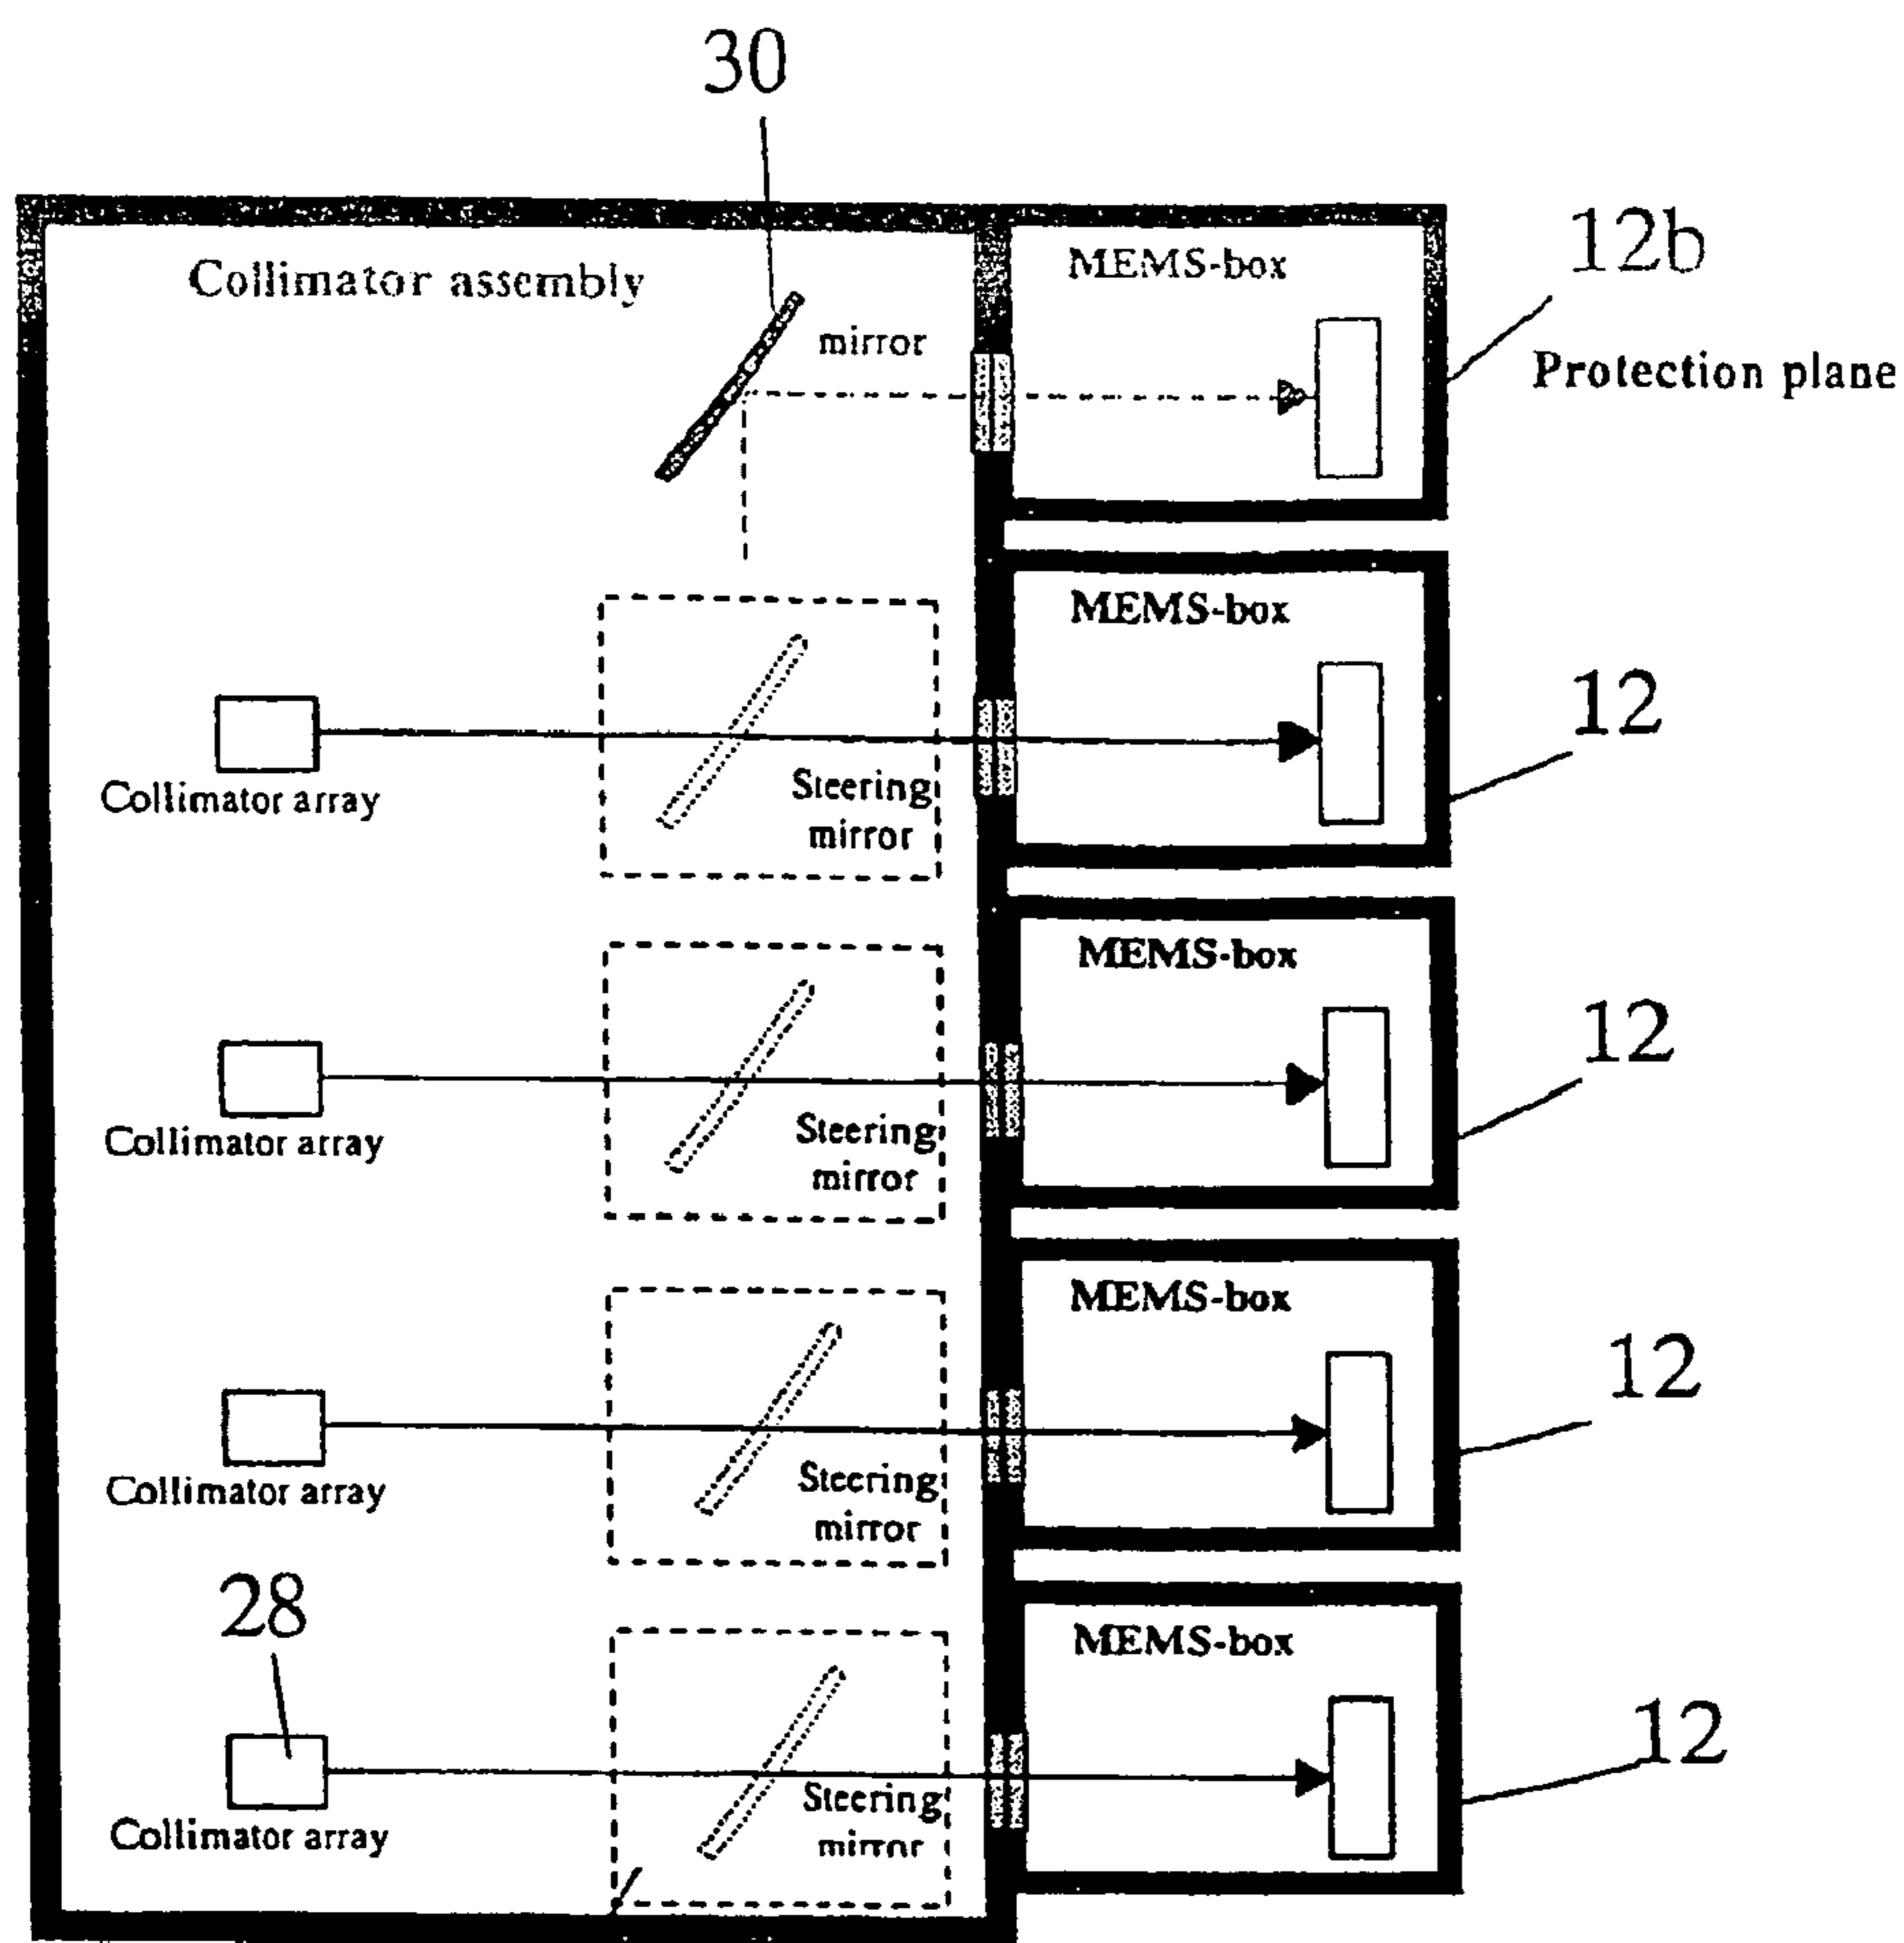 30
12b
Collimator assembly
MEMS-box
mirror
Protection plane
MEMS-box
12
Collimator array
Steering
mirror
MEMS-box
12
Collimator array
Steering
mirror
MEMS-box
12
Collimator array
Steering
mirror
28
MEMS-box
12
Collimator array
Steering
mirror